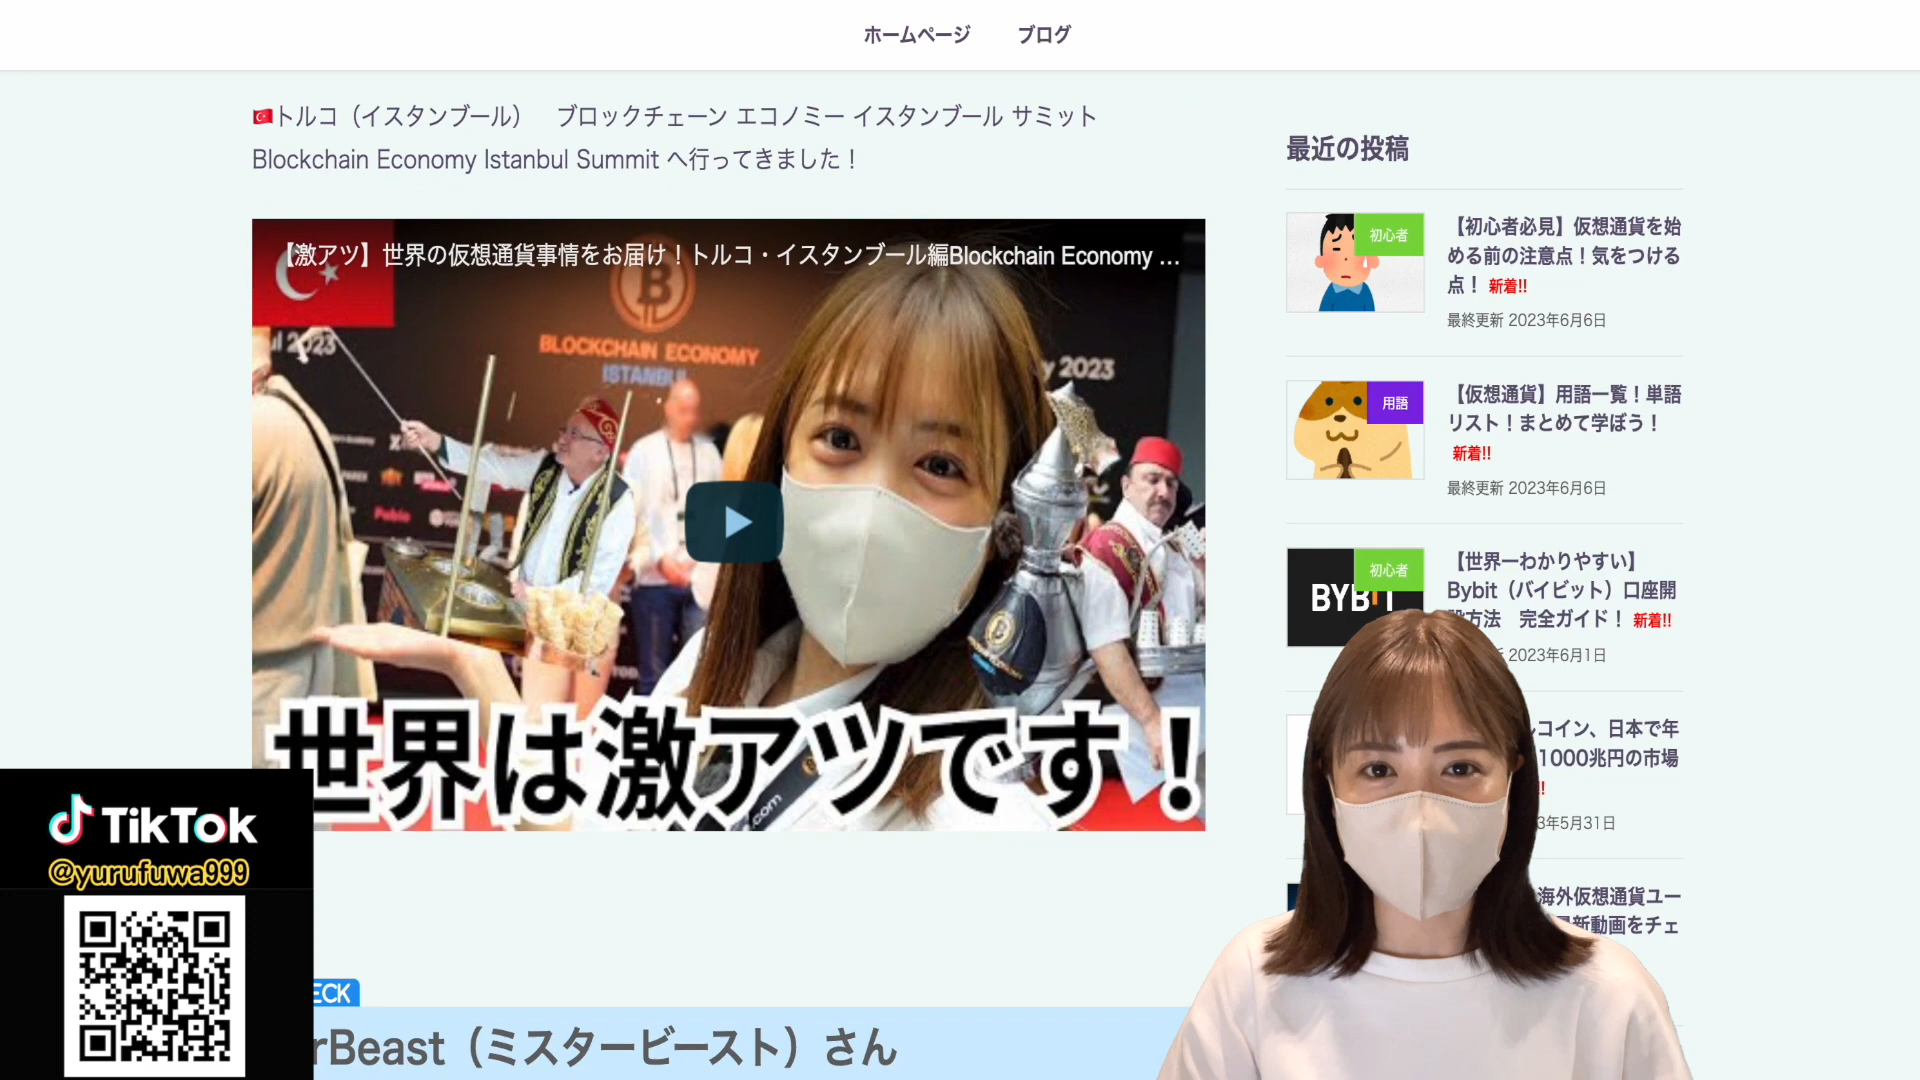 ホームページ ブログ
🇹🇷トルコ（イスタンブール） ブロックチェーン エコノミー イスタンブール サミット
Blockchain Economy Istanbul Summit へ行ってきました！
【激アツ】世界の仮想通貨事情をお届け！トルコ・イスタンブール編Blockchain Economy …
2023
BLOCKCHAIN ECONOMY
ISTANBUL
y 2023
世界は激アツです！
.com
最近の投稿
初心者
【初心者必見】仮想通貨を始
める前の注意点！気をつける
点！ 新着!!
最終更新 2023年6月6日
用語
【仮想通貨】用語一覧！単語
リスト！まとめて学ぼう！
新着!!
最終更新 2023年6月6日
初心者
BYBIT
【世界一わかりやすい】
Bybit（バイビット）口座開
方法 完全ガイド！ 新着!!
2023年6月1日
コイン、日本で年
1000兆円の市場
!!
3年5月31日
海外仮想通貨ユー
新動画をチェ
TikTok
@yurufuwa999
ECK
rBeast（ミスタービースト）さん